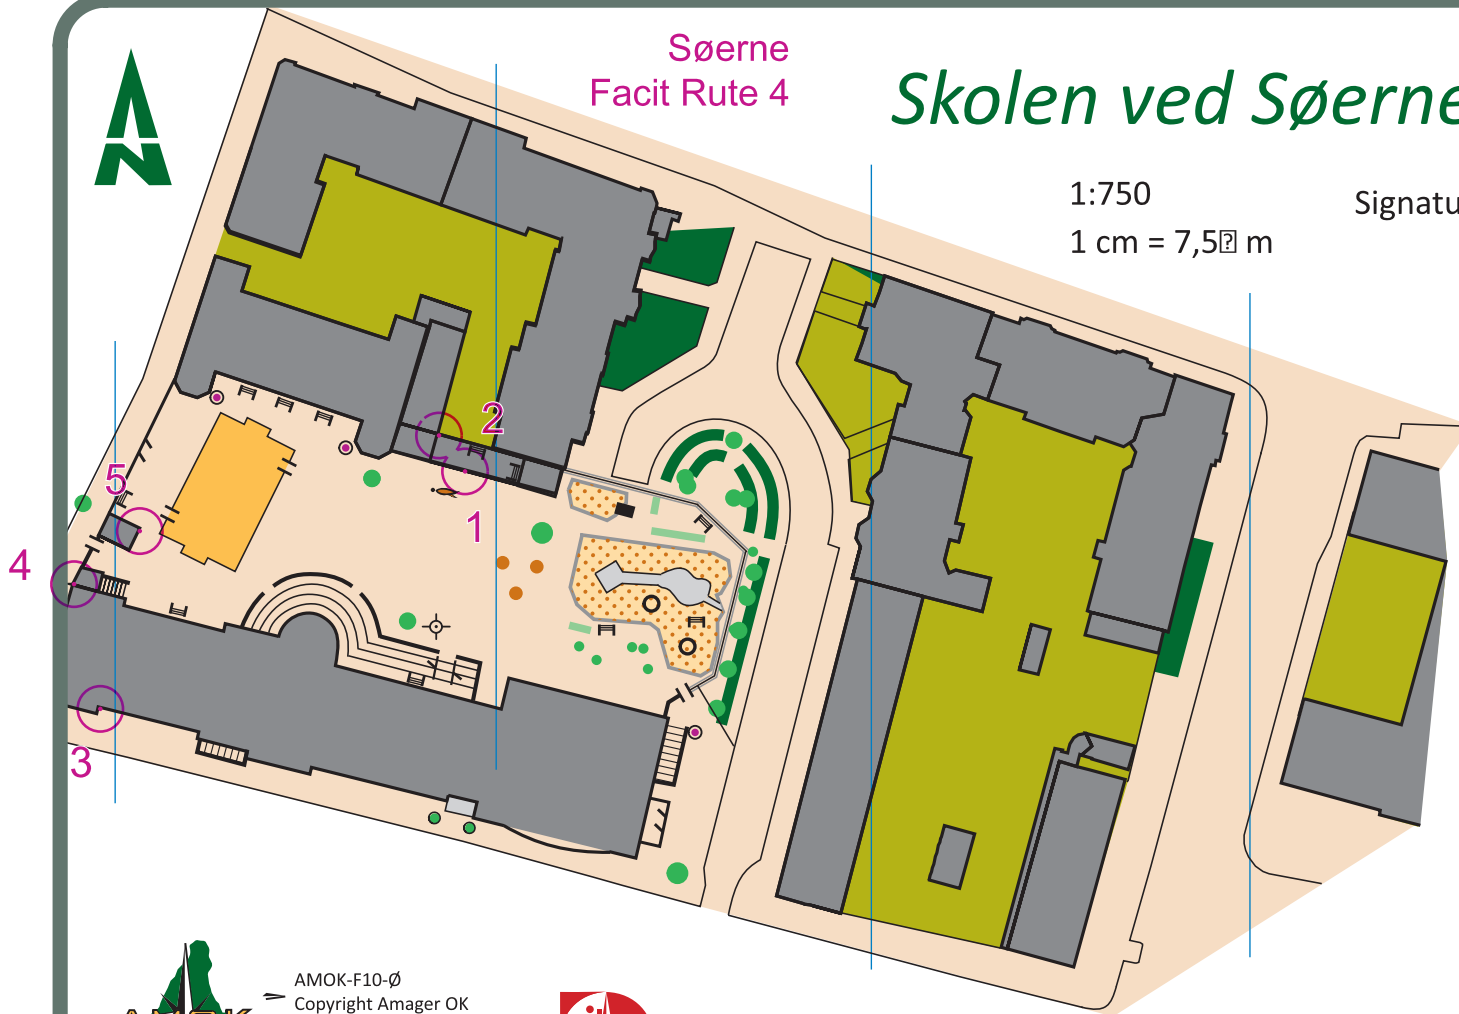 Søerne
Facit Rute 4
Skolen ved Søerne
1:750
1 cm = 7,5 m
Signatu
2
5
1
4
3
AMOK-F10-Ø
Copyright Amager OK